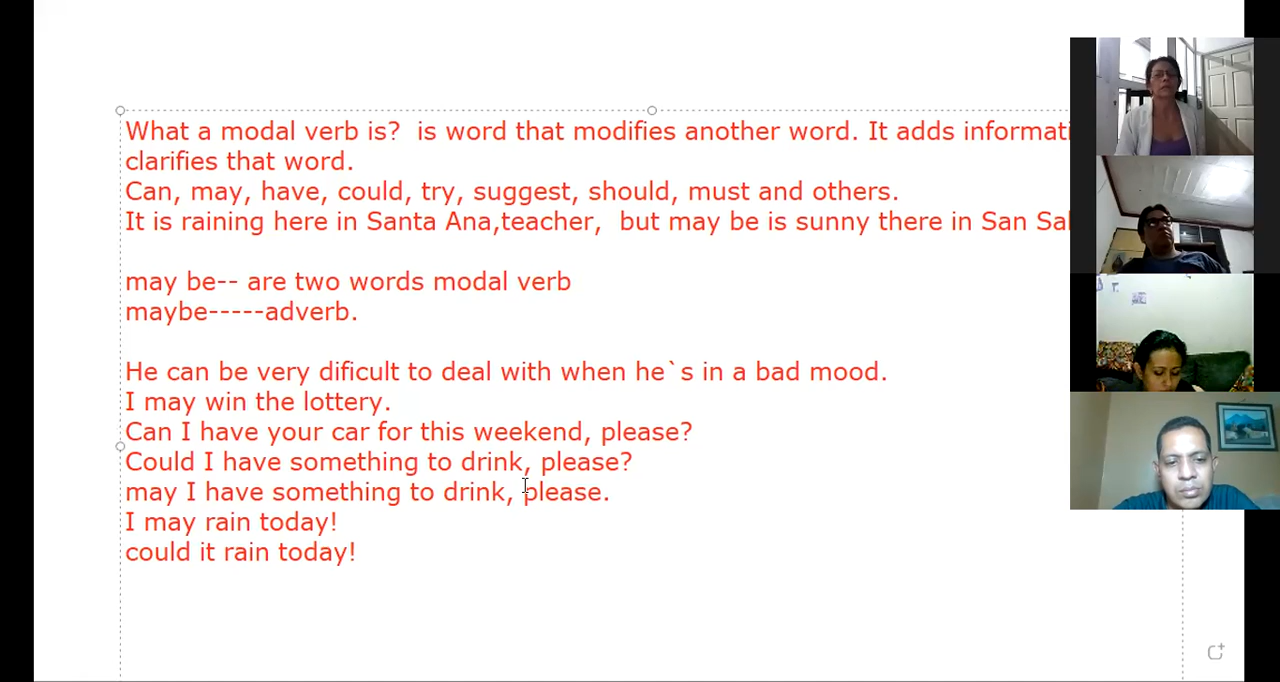 What a modal verb is?  is word that modifies another word. It adds
clarifies that word.
Can, may, have, could, try, suggest, should, must and others.
It is raining here in Santa Ana,teacher,  but may be is sunny there in San
may be-- are two words modal verb
maybe-----adverb.
He can be very dificult to deal with when he`s in a bad mood.
I may win the lottery.
Can I have your car for this weekend, please?
Could I have something to drink, please?
may I have something to drink, please.
I may rain today!
could it rain today!